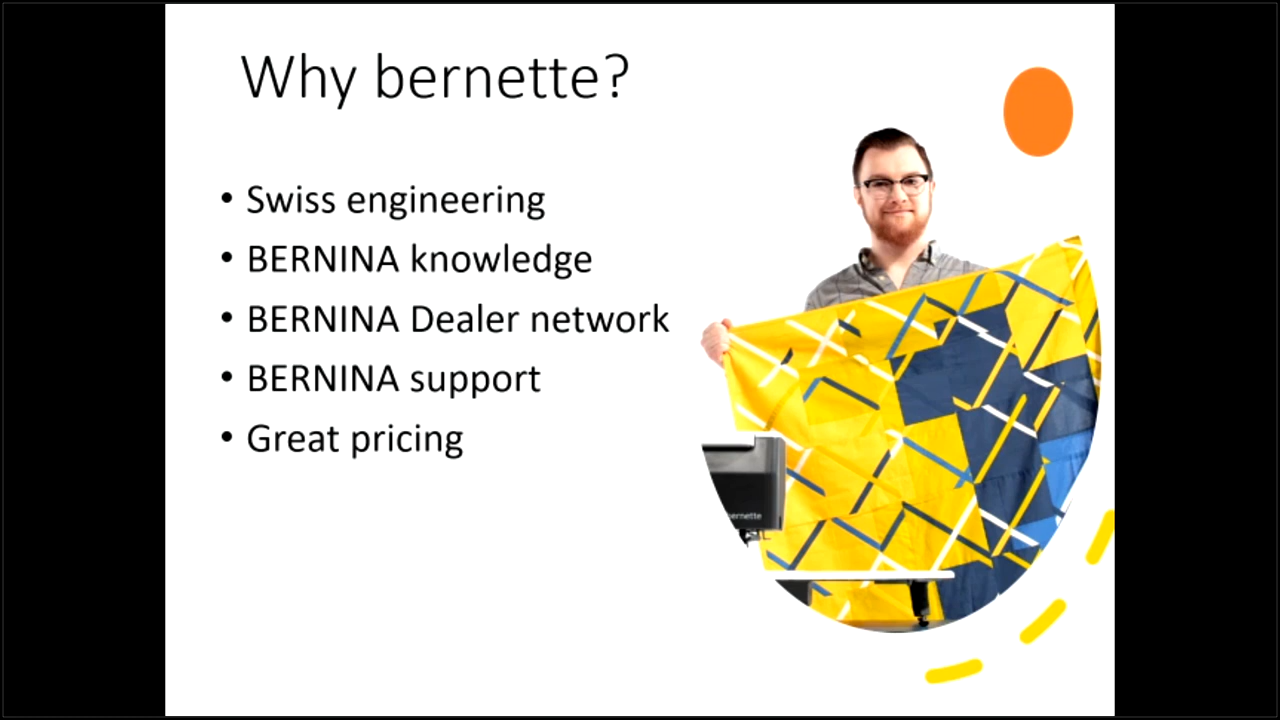 Why bernette?
• Swiss engineering
• BERNINA knowledge
• BERNINA Dealer network
• BERNINA support
• Great pricing
bernette